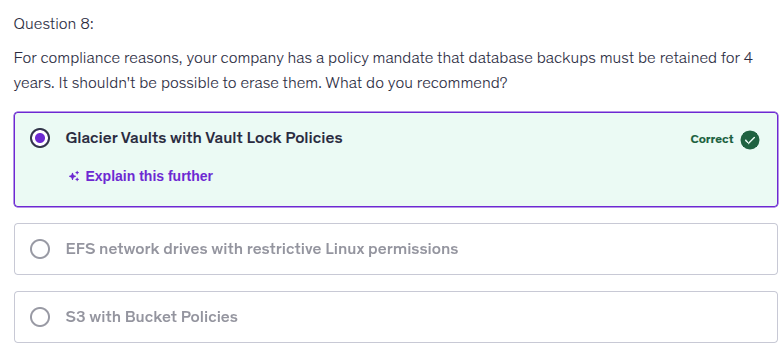 Question 8:
For compliance reasons, your company has a policy mandate that database backups must be retained for 4
years. It shouldn't be possible to erase them. What do you recommend?
Glacier Vaults with Vault Lock Policies
Correct
Explain this further
EFS network drives with restrictive Linux permissions
S3 with Bucket Policies